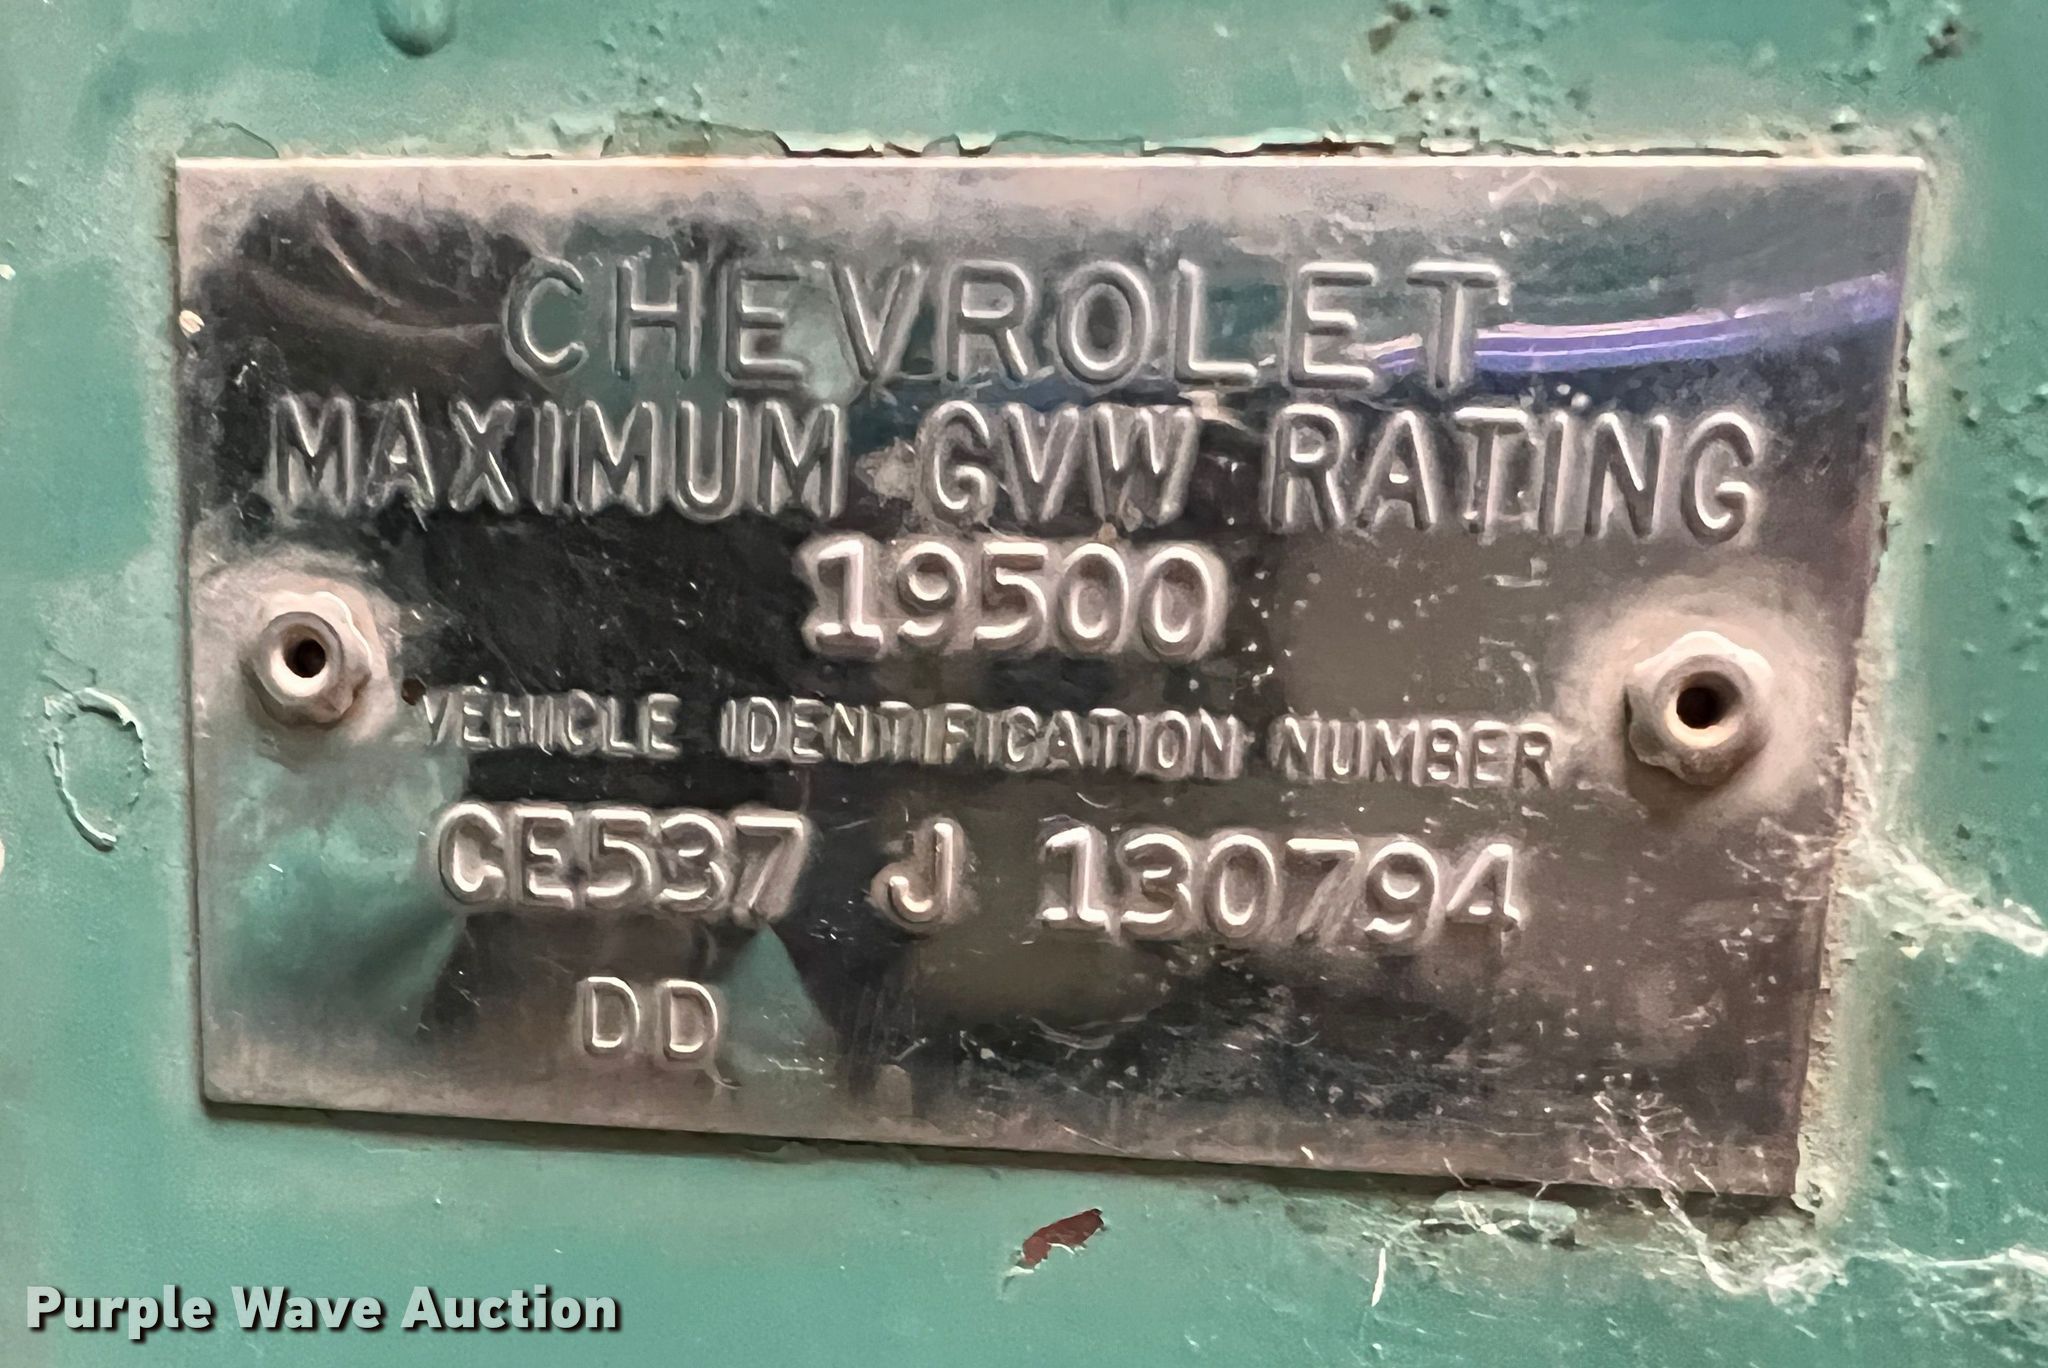 CHEVROLET
MAXIMUM GVW RATING
19500
VEHICLE IDENTIFICATION NUMBER
CE537 J 130794
DD
Purple Wave Auction